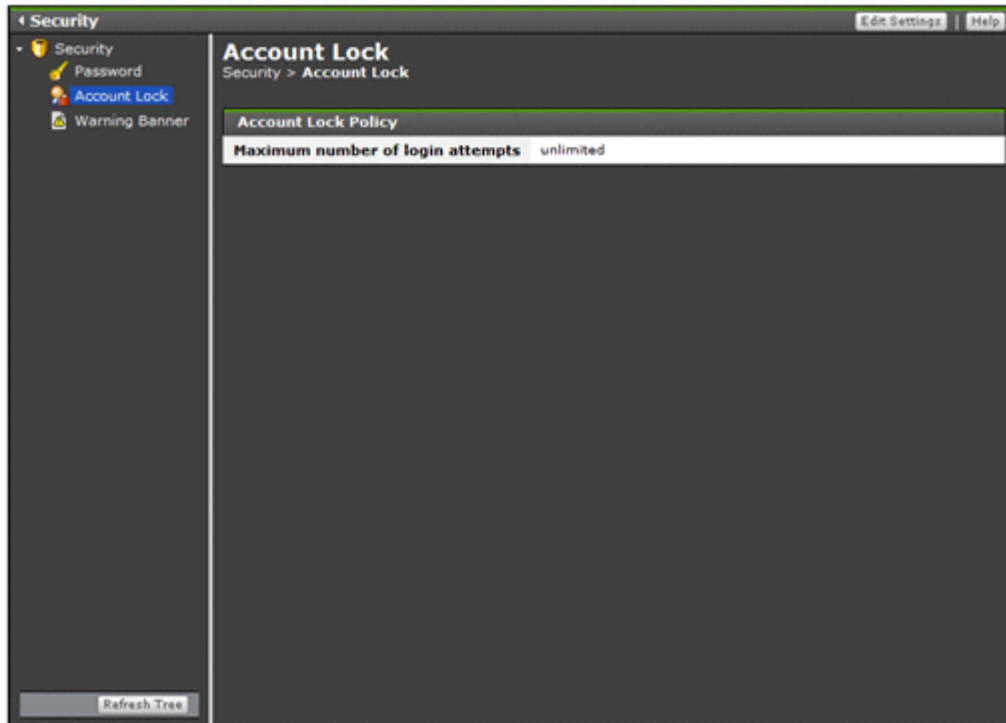 Security
Edit Settings | Help
Security
Password
Account Lock
Warning Banner
Account Lock
Security > Account Lock
Account Lock Policy
Maximum number of login attempts unlimited
Refresh Tree